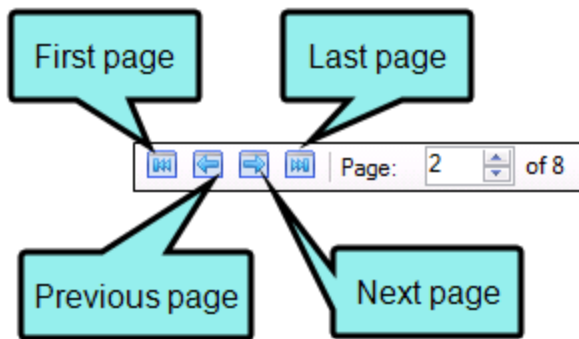 First page
Last page
Page: 2 of 8
Previous page
Next page